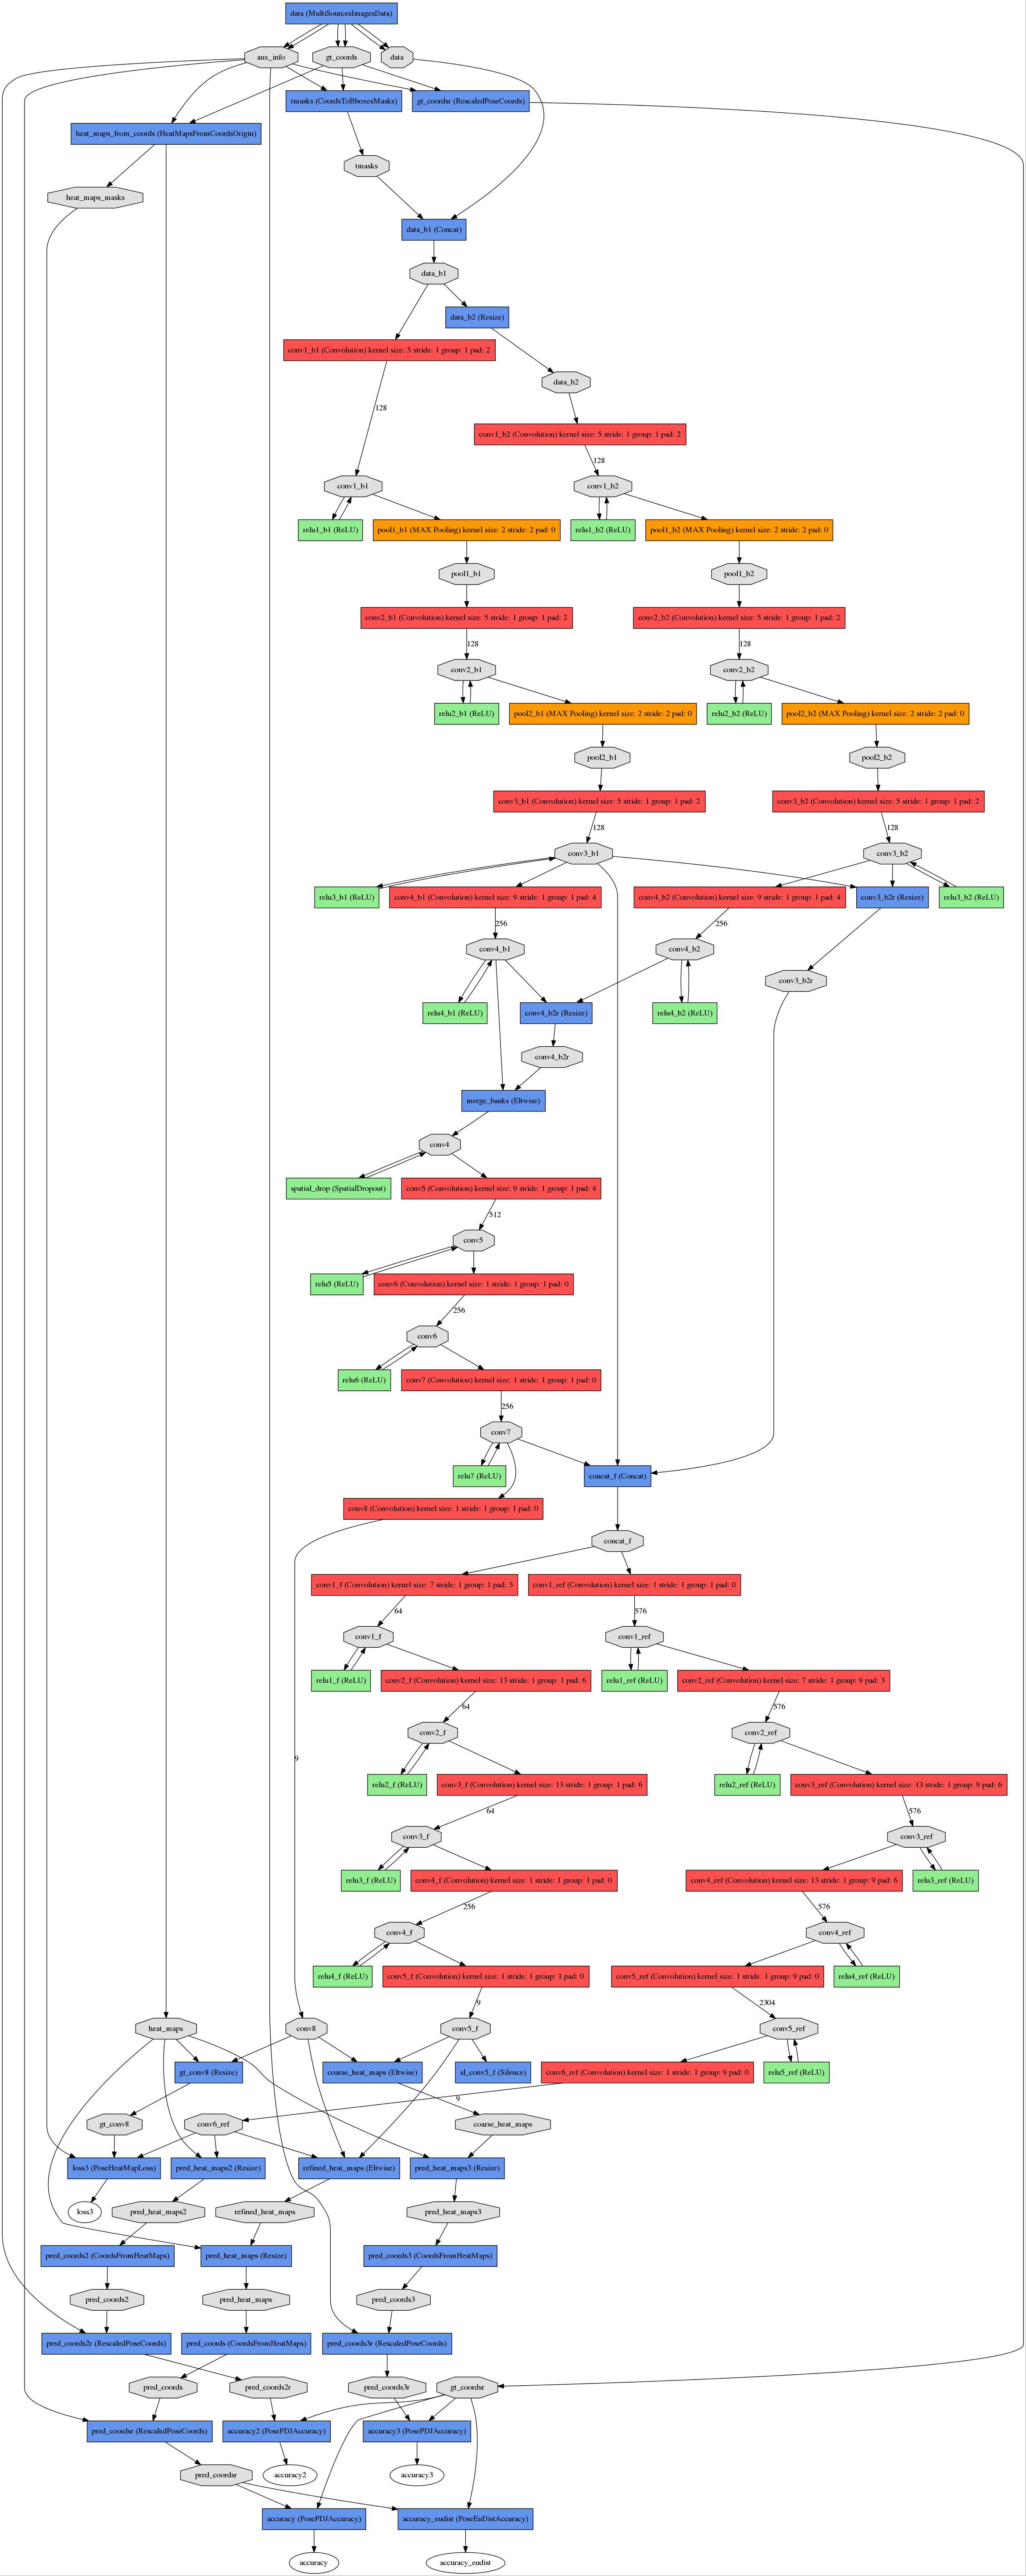 data (MultiSourcesImagesData)
aux_info
gt_coords
data
tmasks (CoordsToBboxesMasks)
gt_coordsr (RescaledPoseCoords)
heat_maps_from_coords (HeatMapsFromCoordsOrigin)
tmasks
heat_maps_masks
data_b1 (Concat)
data_b1
data_b2 (Resize)
conv1_b1 (Convolution) kernel size: 5 stride: 1 group: 1 pad: 2
data_b2
128
conv1_b2 (Convolution) kernel size: 5 stride: 1 group: 1 pad: 2
128
conv1_b1
conv1_b2
relu1_b1 (ReLU)
pool1_b1 (MAX Pooling) kernel size: 2 stride: 2 pad: 0
relu1_b2 (ReLU)
pool1_b2 (MAX Pooling) kernel size: 2 stride: 2 pad: 0
pool1_b1
pool1_b2
conv2_b1 (Convolution) kernel size: 5 stride: 1 group: 1 pad: 2
conv2_b2 (Convolution) kernel size: 5 stride: 1 group: 1 pad: 2
128
128
conv2_b1
conv2_b2
relu2_b1 (ReLU)
pool2_b1 (MAX Pooling) kernel size: 2 stride: 2 pad: 0
relu2_b2 (ReLU)
pool2_b2 (MAX Pooling) kernel size: 2 stride: 2 pad: 0
pool2_b1
pool2_b2
conv3_b1 (Convolution) kernel size: 5 stride: 1 group: 1 pad: 2
conv3_b2 (Convolution) kernel size: 5 stride: 1 group: 1 pad: 2
128
128
conv3_b1
conv3_b2
relu3_b1 (ReLU)
conv4_b1 (Convolution) kernel size: 9 stride: 1 group: 1 pad: 4
conv4_b2 (Convolution) kernel size: 9 stride: 1 group: 1 pad: 4
conv3_b2r (Resize)
relu3_b2 (ReLU)
256
256
conv4_b1
conv4_b2
conv3_b2r
relu4_b1 (ReLU)
conv4_b2r (Resize)
relu4_b2 (ReLU)
conv4_b2r
merge_banks (Eltwise)
conv4
spatial_drop (SpatialDropout)
conv5 (Convolution) kernel size: 9 stride: 1 group: 1 pad: 4
512
conv5
relu5 (ReLU)
conv6 (Convolution) kernel size: 1 stride: 1 group: 1 pad: 0
256
conv6
relu6 (ReLU)
conv7 (Convolution) kernel size: 1 stride: 1 group: 1 pad: 0
256
conv7
relu7 (ReLU)
concat_f (Concat)
conv8 (Convolution) kernel size: 1 stride: 1 group: 1 pad: 0
concat_f
conv1_f (Convolution) kernel size: 7 stride: 1 group: 1 pad: 3
conv1_ref (Convolution) kernel size: 1 stride: 1 group: 1 pad: 0
64
576
conv1_f
conv1_ref
relu1_f (ReLU)
conv2_f (Convolution) kernel size: 13 stride: 1 group: 1 pad: 6
relu1_ref (ReLU)
conv2_ref (Convolution) kernel size: 7 stride: 1 group: 9 pad: 3
64
576
conv2_f
conv2_ref
9
relu2_f (ReLU)
conv3_f (Convolution) kernel size: 13 stride: 1 group: 1 pad: 6
relu2_ref (ReLU)
conv3_ref (Convolution) kernel size: 13 stride: 1 group: 9 pad: 6
64
576
conv3_f
conv3_ref
relu3_f (ReLU)
conv4_f (Convolution) kernel size: 1 stride: 1 group: 1 pad: 0
conv4_ref (Convolution) kernel size: 13 stride: 1 group: 9 pad: 6
relu3_ref (ReLU)
256
576
conv4_f
conv4_ref
relu4_f (ReLU)
conv5_f (Convolution) kernel size: 1 stride: 1 group: 1 pad: 0
conv5_ref (Convolution) kernel size: 1 stride: 1 group: 9 pad: 0
relu4_ref (ReLU)
9
2304
heat_maps
conv8
conv5_f
conv5_ref
gt_conv8 (Resize)
coarse_heat_maps (Eltwise)
sl_conv5_f (Silence)
conv6_ref (Convolution) kernel size: 1 stride: 1 group: 9 pad: 0
relu5_ref (ReLU)
9
gt_conv8
conv6_ref
coarse_heat_maps
loss3 (PoseHeatMapLoss)
pred_heat_maps2 (Resize)
refined_heat_maps (Eltwise)
pred_heat_maps3 (Resize)
loss3
pred_heat_maps2
refined_heat_maps
pred_heat_maps3
pred_coords2 (CoordsFromHeatMaps)
pred_heat_maps (Resize)
pred_coords3 (CoordsFromHeatMaps)
pred_coords2
pred_heat_maps
pred_coords3
pred_coords2r (RescaledPoseCoords)
pred_coords (CoordsFromHeatMaps)
pred_coords3r (RescaledPoseCoords)
pred_coords
pred_coords2r
pred_coords3r
gt_coordsr
pred_coordsr (RescaledPoseCoords)
accuracy2 (PosePDJAccuracy)
accuracy3 (PosePDJAccuracy)
pred_coordsr
accuracy2
accuracy3
accuracy (PosePDJAccuracy)
accuracy_eudist (PoseEuDistAccuracy)
accuracy
accuracy_eudist